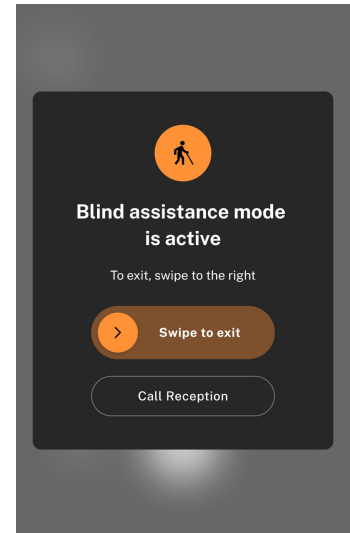 Blind assistance mode
is active
To exit, swipe to the right
Swipe to exit
Call Reception